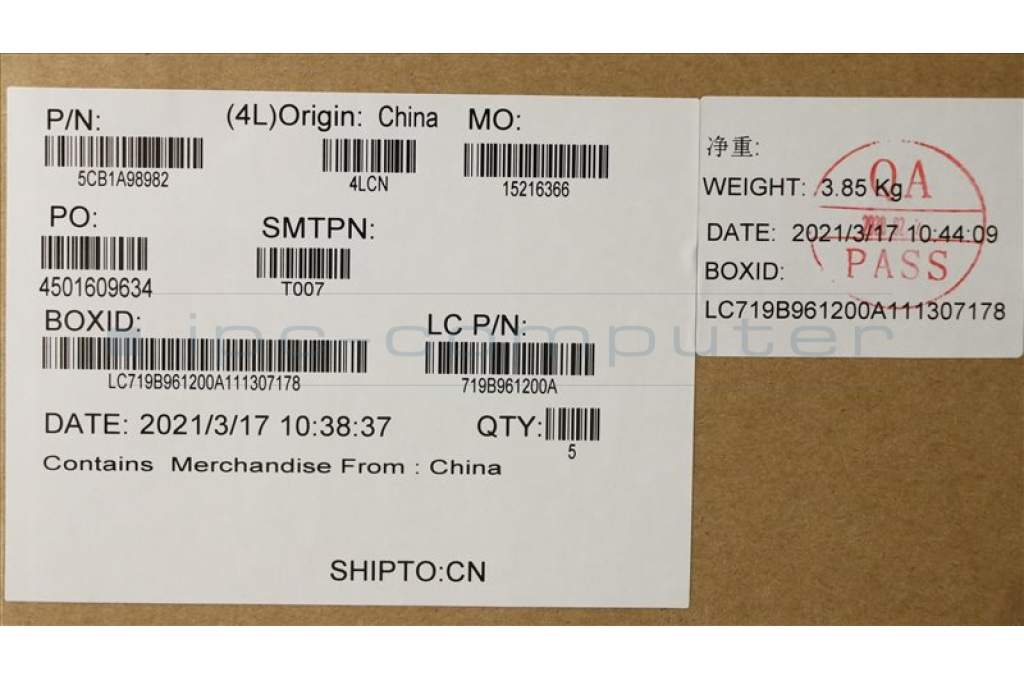 P/N: (4L)Origin: China MO:
5CB1A98982 4LCN 15216366
PO: SMTPN:
4501609634 T007
BOXID: LC P/N:
LC719B961200A111307178 719B961200A
DATE: 2021/3/17 10:38:37 QTY:
5
Contains Merchandise From : China
SHIPTO:CN
净重:
WEIGHT: 3.85 Kg
DATE: 2021/3/17 10:44:09
BOXID:
LC719B961200A111307178
QA
PASS
ipc-computer